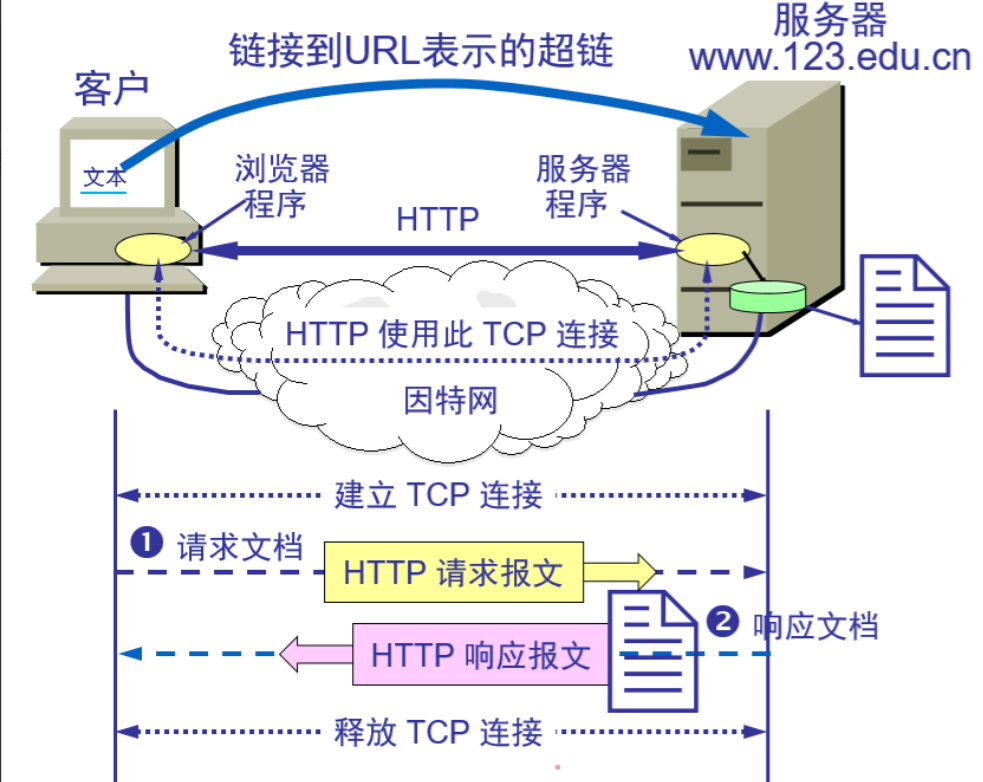 服务器
www.123.edu.cn
链接到URL表示的超链
客户
文本
浏览器
程序
服务器
程序
HTTP
HTTP 使用此 TCP 连接
因特网
建立 TCP 连接
❶ 请求文档
HTTP 请求报文
❷ 响应文档
HTTP 响应报文
释放 TCP 连接